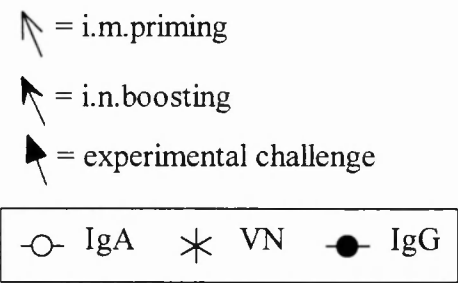 = i.m.priming
= i.n.boosting
= experimental challenge
IgA VN IgG